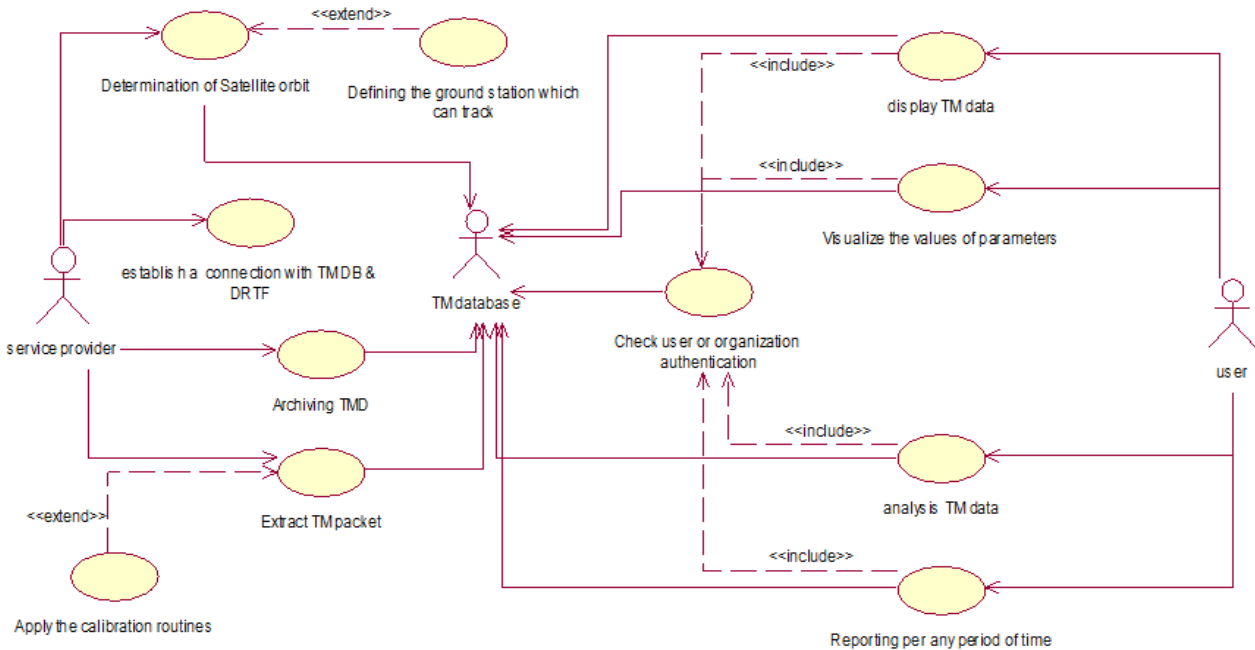 <<extend>>
Determination of Satellite orbit
Defining the ground station which
can track
<<include>>
display TM data
<<include>>
Visualize the values of parameters
establish a connection with TMDB &
DRTF
TM database
service provider
Check user or organization
authentication
user
Archiving TMD
<<include>>
analysis TM data
<<extend>>
Extract TM packet
<<include>>
Apply the calibration routines
Reporting per any period of time